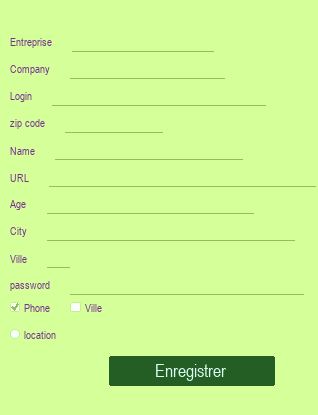 Entreprise
Company
Login
zip code
Name
URL
Age
City
Ville
password
Phone Ville
location
Enregistrer